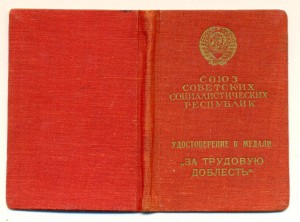 СОЮЗ
СОВЕТСКИХ
СОЦИАЛИСТИЧЕСКИХ
РЕСПУБЛИК
УДОСТОВЕРЕНИЕ К МЕДАЛИ
„ЗА ТРУДОВУЮ
ДОБЛЕСТЬ“